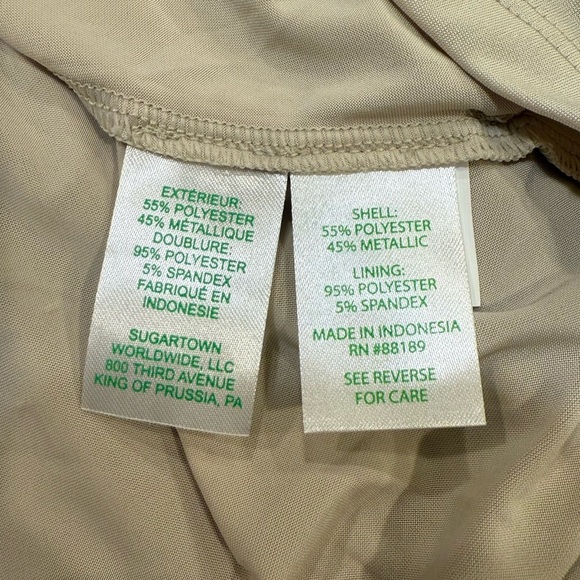 EXTÉRIEUR:
55% POLYESTER
45% MÉTALLIQUE
DOUBLURE:
95% POLYESTER
5% SPANDEX
FABRIQUÉ EN
INDONESIE
SUGARTOWN
WORLDWIDE, LLC
800 THIRD AVENUE
KING OF PRUSSIA, PA
SHELL:
55% POLYESTER
45% METALLIC
LINING:
95% POLYESTER
5% SPANDEX
MADE IN INDONESIA
RN #88189
SEE REVERSE
FOR CARE